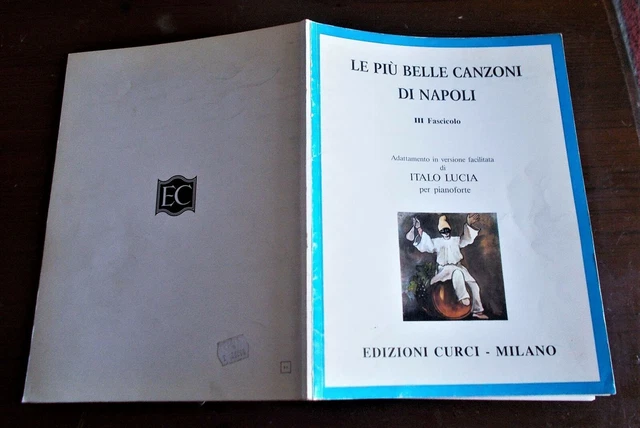 LE PIÙ BELLE CANZONI
DI NAPOLI
III Fascicolo
Adattamento in versione facilitata
di
ITALO LUCIA
per pianoforte
EDIZIONI CURCI - MILANO
EC